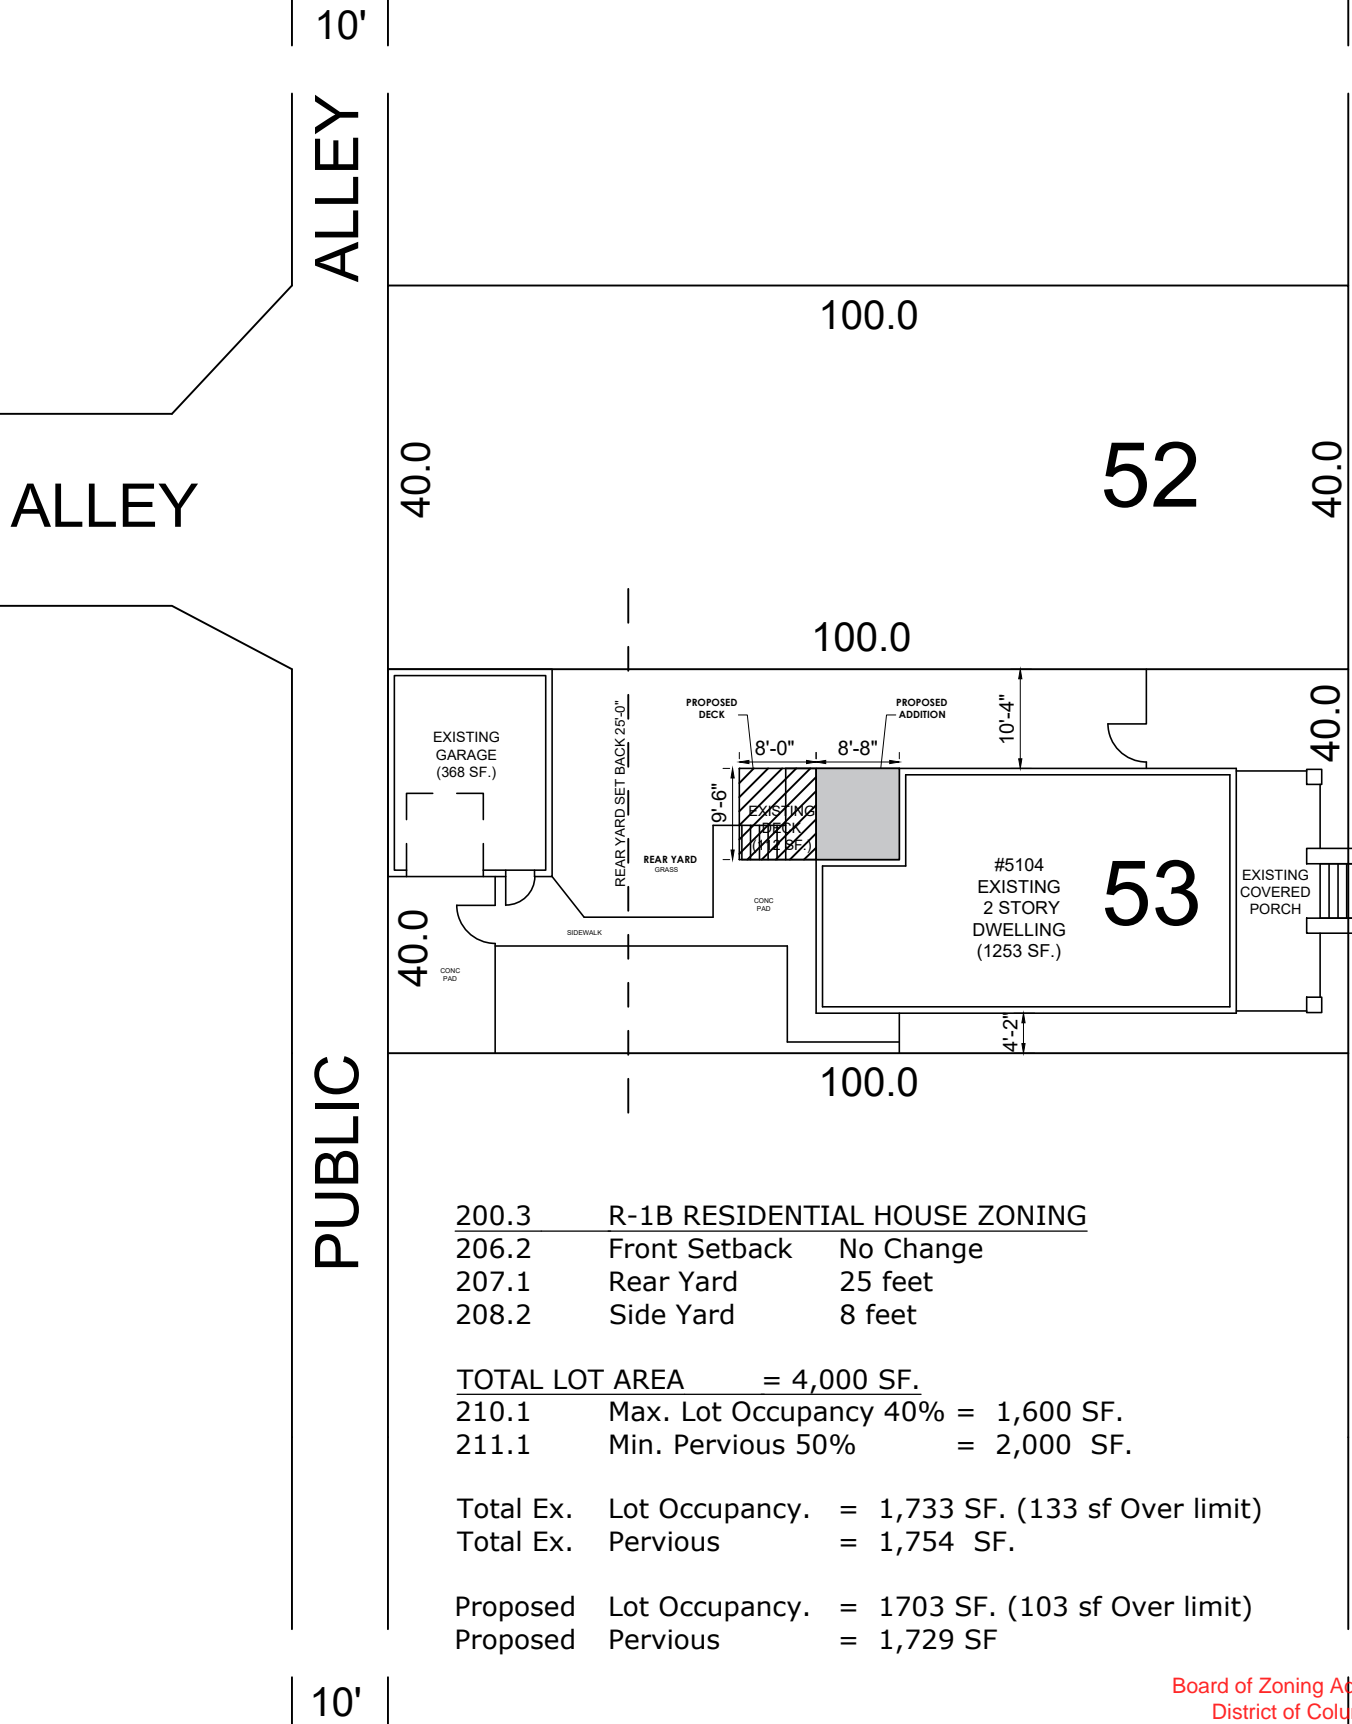 10'
ALLEY
100.0
40.0
52
40.0
ALLEY
100.0
PROPOSED
DECK
PROPOSED
ADDITION
10'-4"
40.0
EXISTING
GARAGE
(368 SF.)
REAR YARD SET BACK 25'-0"
8'-0"
8'-8"
9'-6"
EXISTING
DECK
(112 SF.)
REAR YARD
GRASS
CONC
PAD
#5104
EXISTING
2 STORY
DWELLING
(1253 SF.)
53
EXISTING
COVERED
PORCH
SIDEWALK
40.0
CONC
PAD
4'-2"
100.0
PUBLIC
200.3 R-1B RESIDENTIAL HOUSE ZONING
206.2 Front Setback No Change
207.1 Rear Yard 25 feet
208.2 Side Yard 8 feet
TOTAL LOT AREA = 4,000 SF.
210.1 Max. Lot Occupancy 40% = 1,600 SF.
211.1 Min. Pervious 50% = 2,000 SF.
Total Ex. Lot Occupancy. = 1,733 SF. (133 sf Over limit)
Total Ex. Pervious = 1,754 SF.
Proposed Lot Occupancy. = 1703 SF. (103 sf Over limit)
Proposed Pervious = 1,729 SF
10'
Board of Zoning
District of